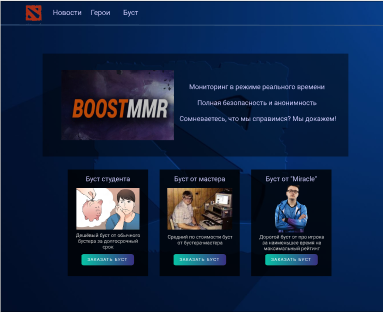 Новости Герои Буст
BOOSTMMR
Мониторинг в режиме реального времени
Полная безопасность и анонимность
Сомневаетесь, что мы справимся? Мы докажем!
Буст студента
Дешёвый буст от обычного
бустера за долгосрочный
срок
ЗАКАЗАТЬ БУСТ
Буст от мастера
Средний по стоимости буст
от бустера-мастера
ЗАКАЗАТЬ БУСТ
Буст от "Miracle"
Дорогой буст от про игрока
за наименьшее время на
максимальный рейтинг
ЗАКАЗАТЬ БУСТ